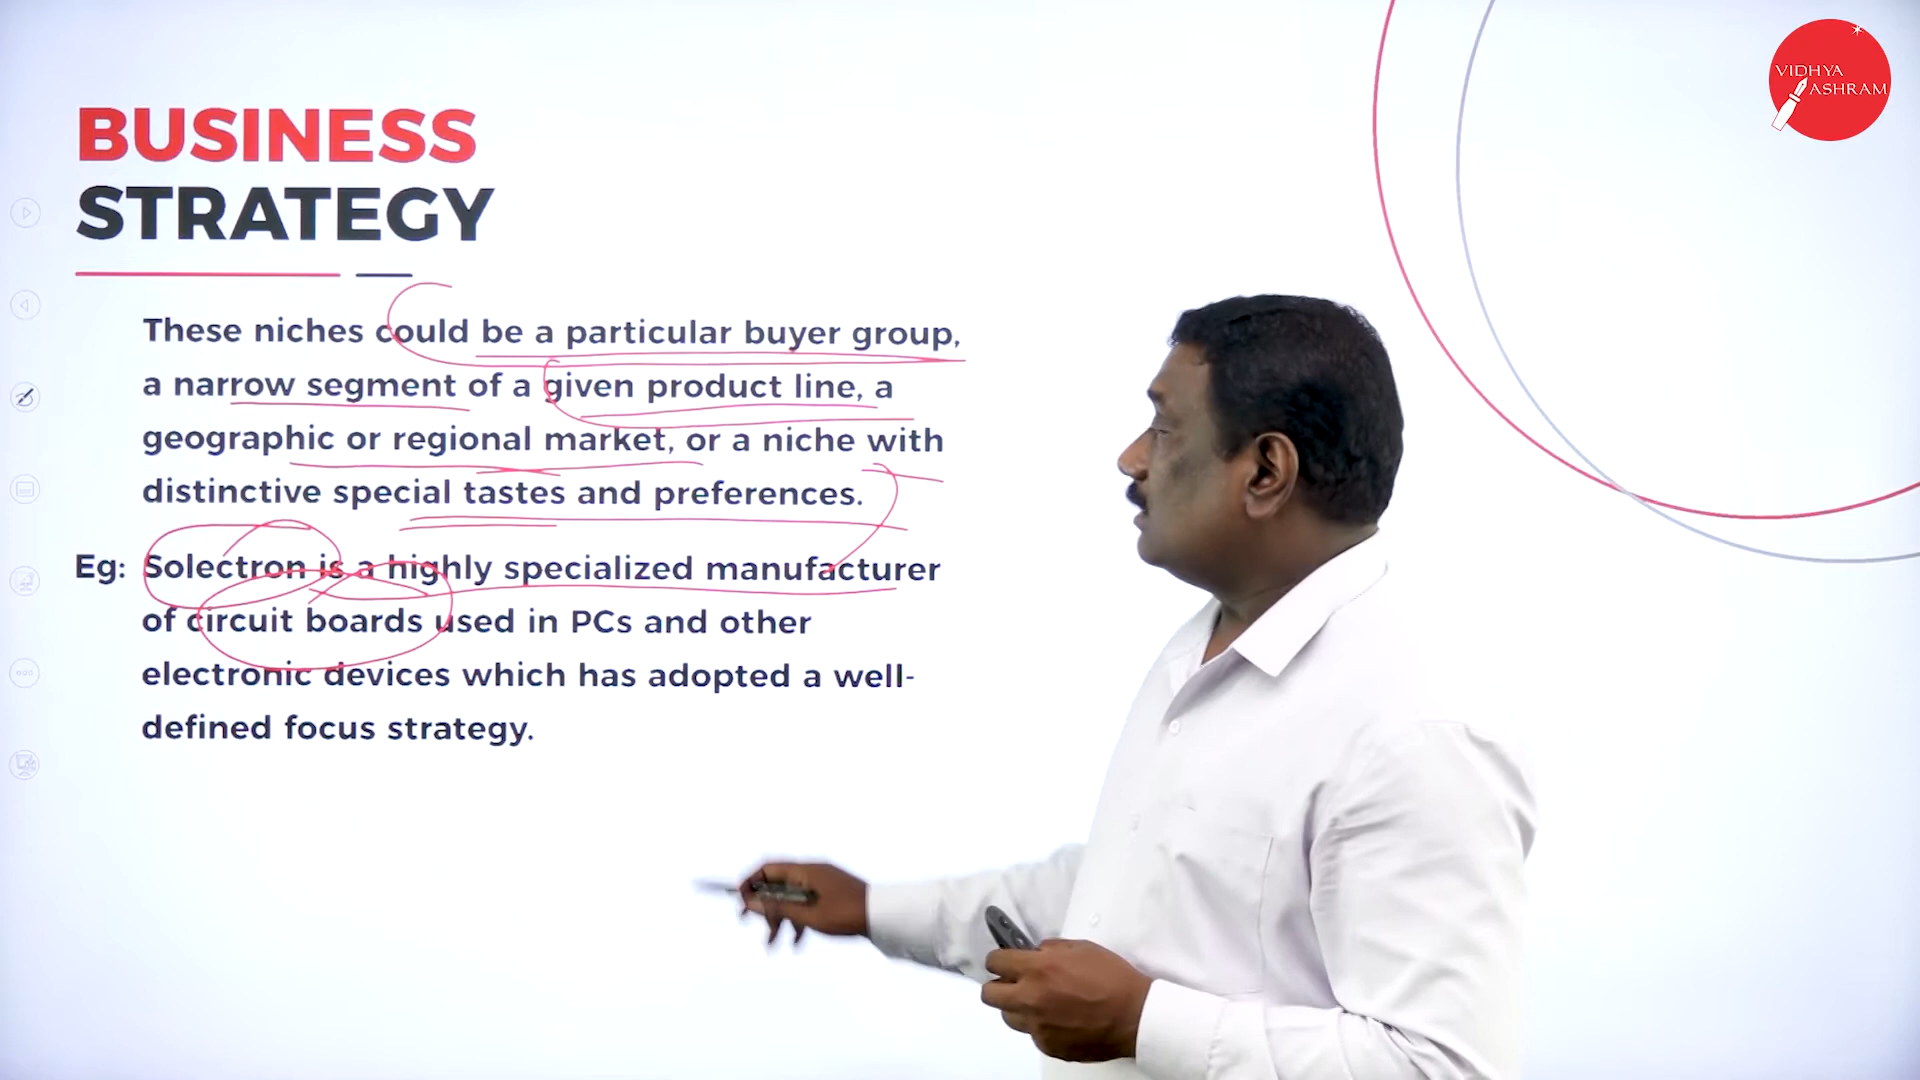 VIDHYA
ASHRAM
BUSINESS
STRATEGY
These niches could be a particular buyer group,
a narrow segment of a given product line, a
geographic or regional market, or a niche with
distinctive special tastes and preferences.
Eg: Solectron is a highly specialized manufacturer
of circuit boards used in PCs and other
electronic devices which has adopted a well-
defined focus strategy.